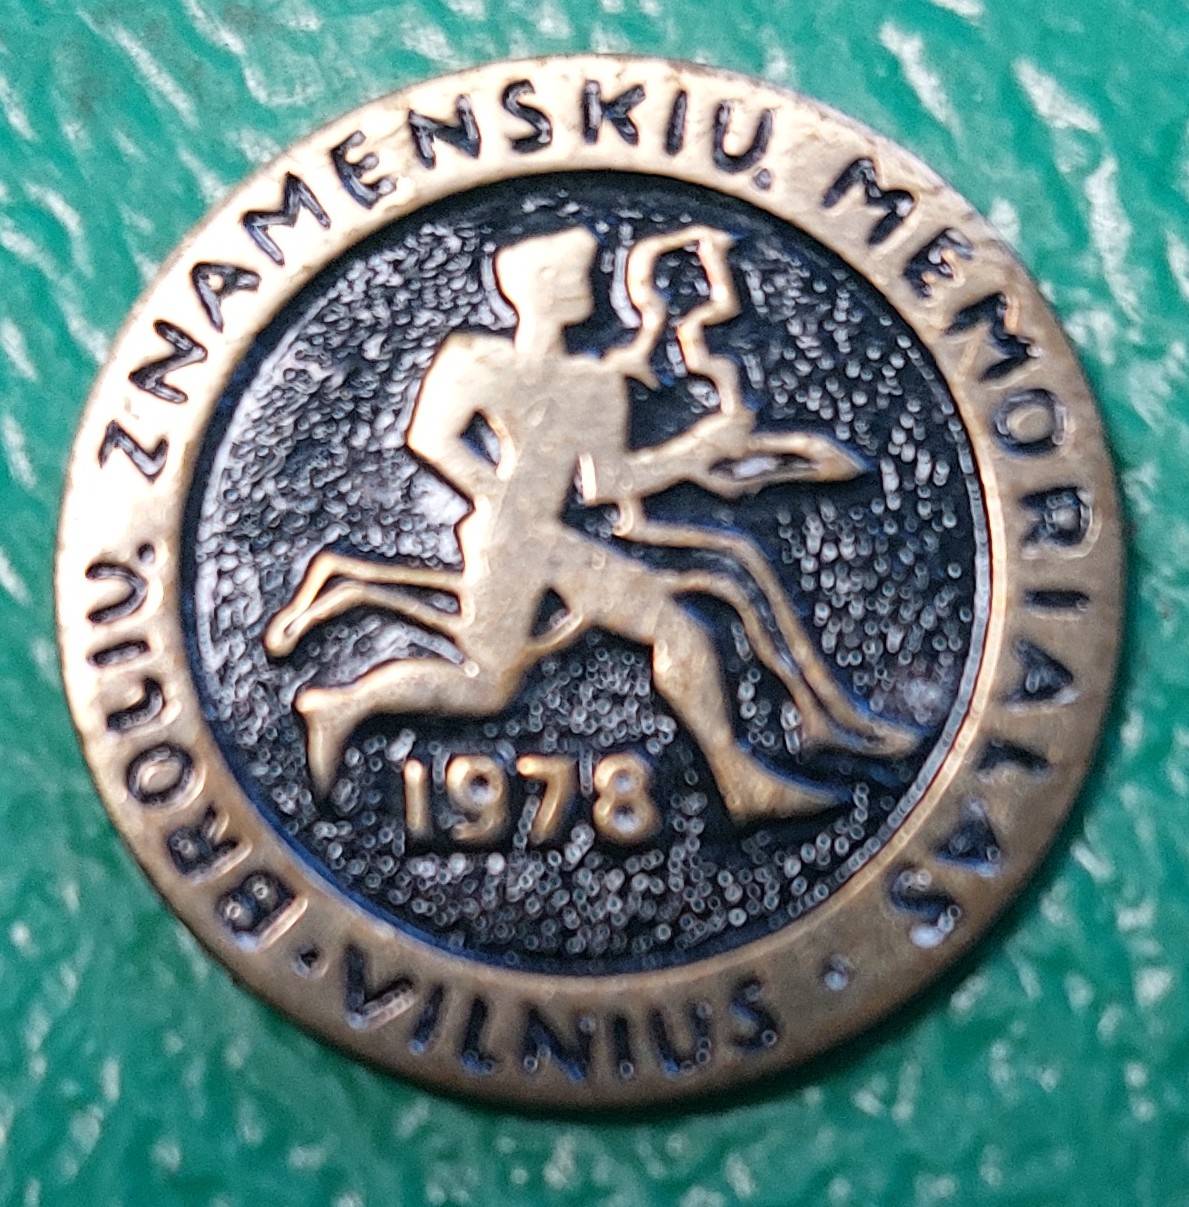 BROLIŲ ZNAMENSKIŲ MEMORIALAS
1978
· VILNIUS ·